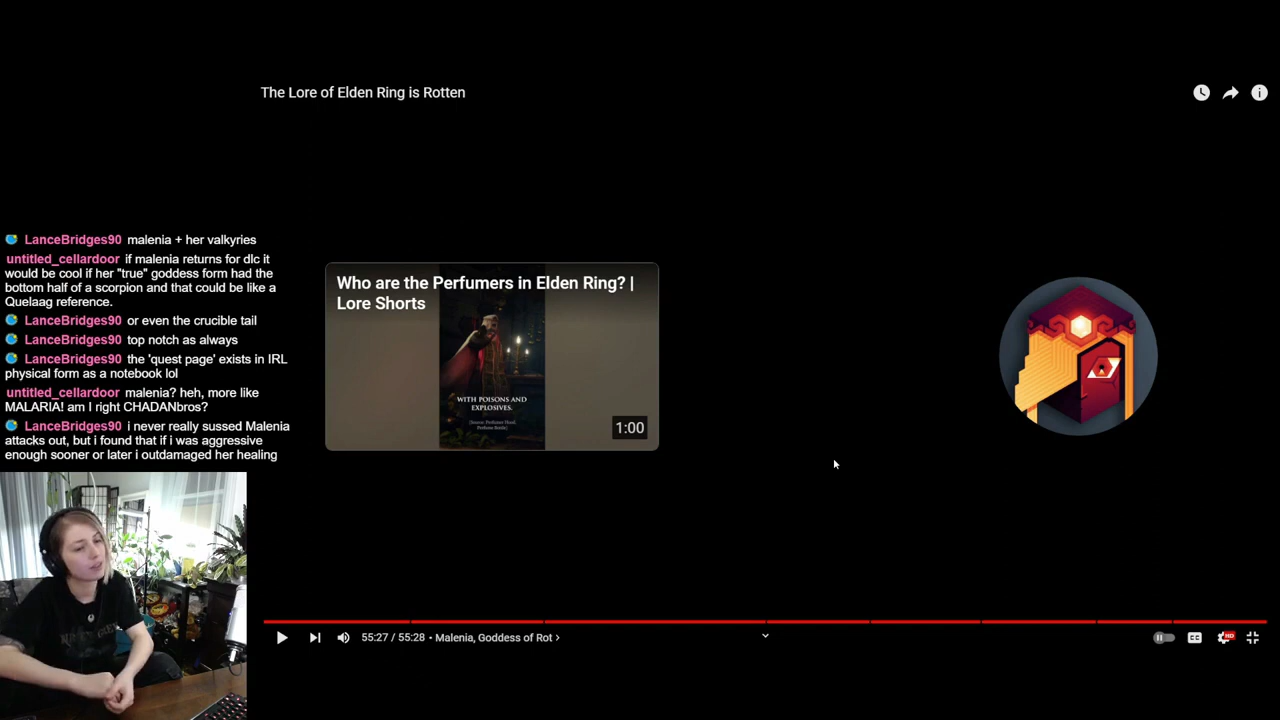 The Lore of Elden Ring is Rotten
LanceBridges90 malenia + her valkyries
untitled_cellardoor if malenia returns for dlc it
would be cool if her "true" goddess form had the
bottom half of a scorpion and that could be like a
Quelaag reference.
LanceBridges90 or even the crucible tail
LanceBridges90 top notch as always
LanceBridges90 the 'quest page' exists in IRL
physical form as a notebook lol
untitled_cellardoor malenia? heh, more like
MALARIA! am I right CHADANbros?
LanceBridges90 i never really sussed Malenia
attacks out, but i found that if i was aggressive
enough sooner or later i outdamaged her healing
Who are the Perfumers in Elden Ring? |
Lore Shorts
WITH POISONS AND
EXPLOSIVES.
[Source: Perfumer Hood,
1:00
55:27 / 55:28 • Malenia, Goddess of Rot ›
CC
HD